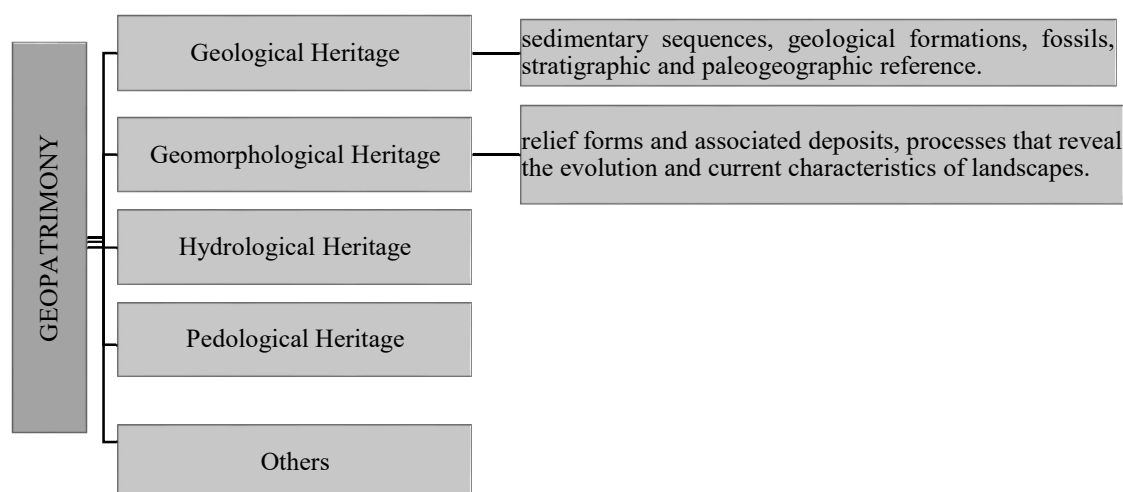 GEOPATRIMONY
Geological Heritage
sedimentary sequences, geological formations, fossils,
stratigraphic and paleogeographic reference.
Geomorphological Heritage
relief forms and associated deposits, processes that reveal
the evolution and current characteristics of landscapes.
Hydrological Heritage
Pedological Heritage
Others